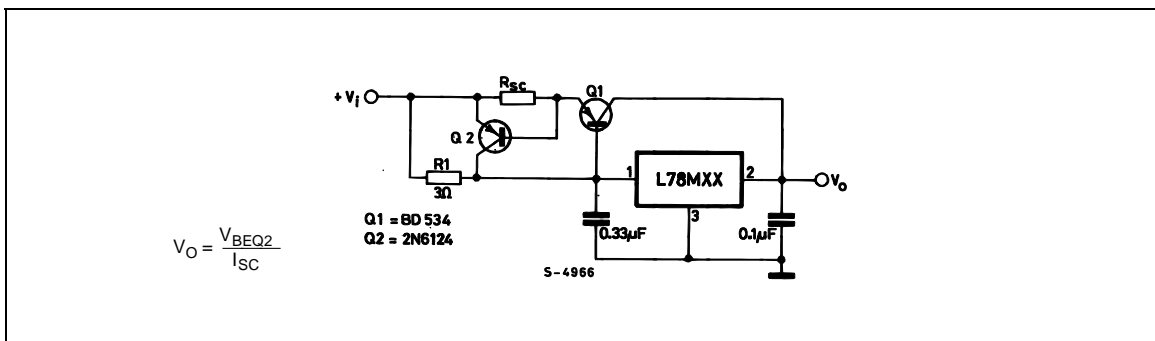 Rsc
Q1
+ Vi
Q2
R1
3Ω
1
L78MXX
2
Vo
3
Q1 = BD 534
Q2 = 2N6124
0.33µF
0.1µF
VO = VBEQ2
ISC
S-4966